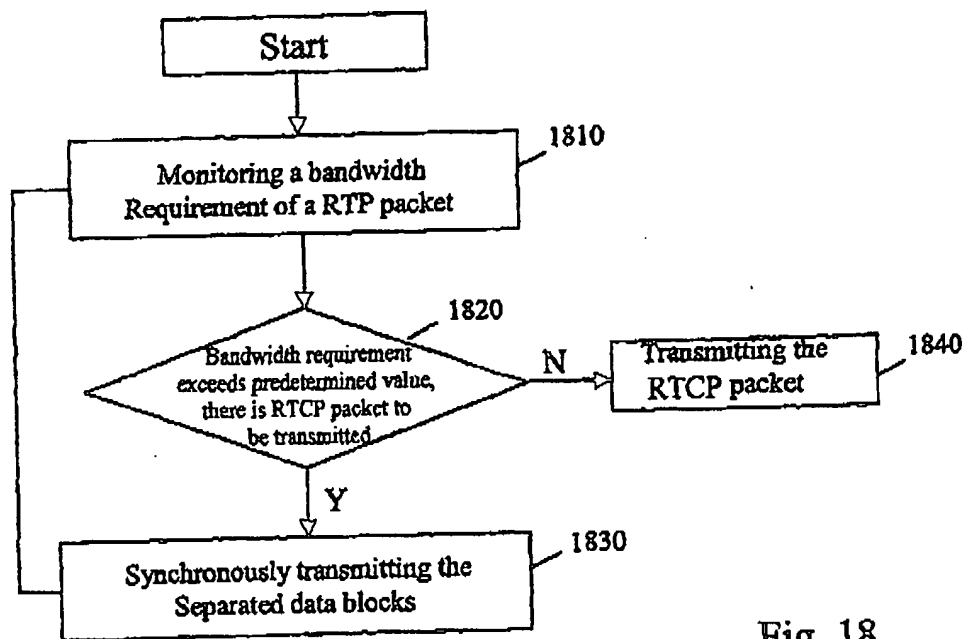 Start
1810
Monitoring a bandwidth
Requirement of a RTP packet
1820
Bandwidth requirement
exceeds predetermined value,
there is RTCP packet to
be transmitted
N
Transmitting the
RTCP packet
1840
Y
1830
Synchronously transmitting the
Separated data blocks
Fig. 18